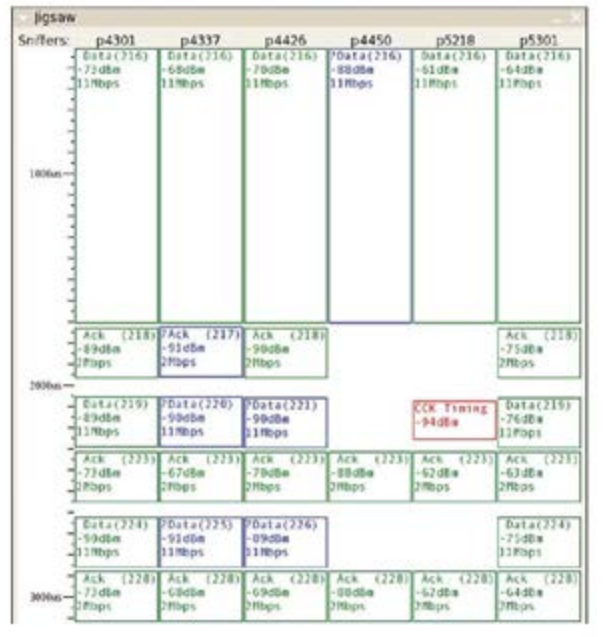 Jigsaw
Sniffers: p4301 p4337 p4426 p4450 p5218 p5301
Data(216) Data(216) Data(216) ?Data(216) Data(216) Data(216)
-73dBm -68dBm -70dBm -88dBm -61dBm -64dBm
11Mbps 11Mbps 11Mbps 11Mbps 11Mbps 11Mbps
1000us
Ack (218) ?Ack (217) Ack (218) Ack (218)
-89dBm -91dBm -90dBm -75dBm
2Mbps 2Mbps 2Mbps 2Mbps
2000us
Data(219) ?Data(220) ?Data(221) CCK Timing Data(219)
-89dBm -90dBm -90dBm -94dBm -76dBm
11Mbps 11Mbps 11Mbps 11Mbps
Ack (223) Ack (223) Ack (223) Ack (223) Ack (223) Ack (223)
-73dBm -67dBm -70dBm -88dBm -62dBm -63dBm
2Mbps 2Mbps 2Mbps 2Mbps 2Mbps 2Mbps
Data(224) ?Data(225) ?Data(226) Data(224)
-90dBm -91dBm -89dBm -75dBm
11Mbps 11Mbps 11Mbps 11Mbps
Ack (228) Ack (228) Ack (228) Ack (228) Ack (228) Ack (228)
3000us
-73dBm -68dBm -69dBm -88dBm -62dBm -64dBm
2Mbps 2Mbps 2Mbps 2Mbps 2Mbps 2Mbps